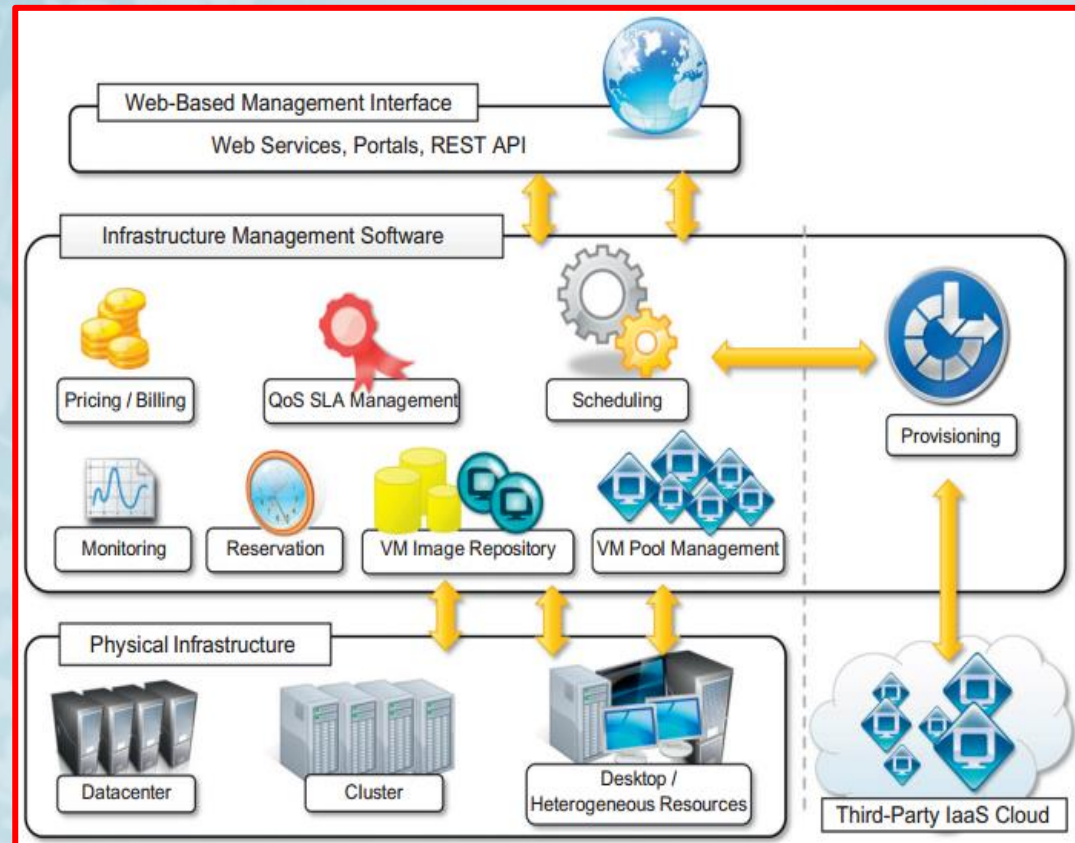 Web-Based Management Interface
Web Services, Portals, REST API
Infrastructure Management Software
Pricing / Billing
QoS SLA Management
Scheduling
Provisioning
Monitoring
Reservation
VM Image Repository
VM Pool Management
Physical Infrastructure
Datacenter
Cluster
Desktop /
Heterogeneous Resources
Third-Party IaaS Cloud